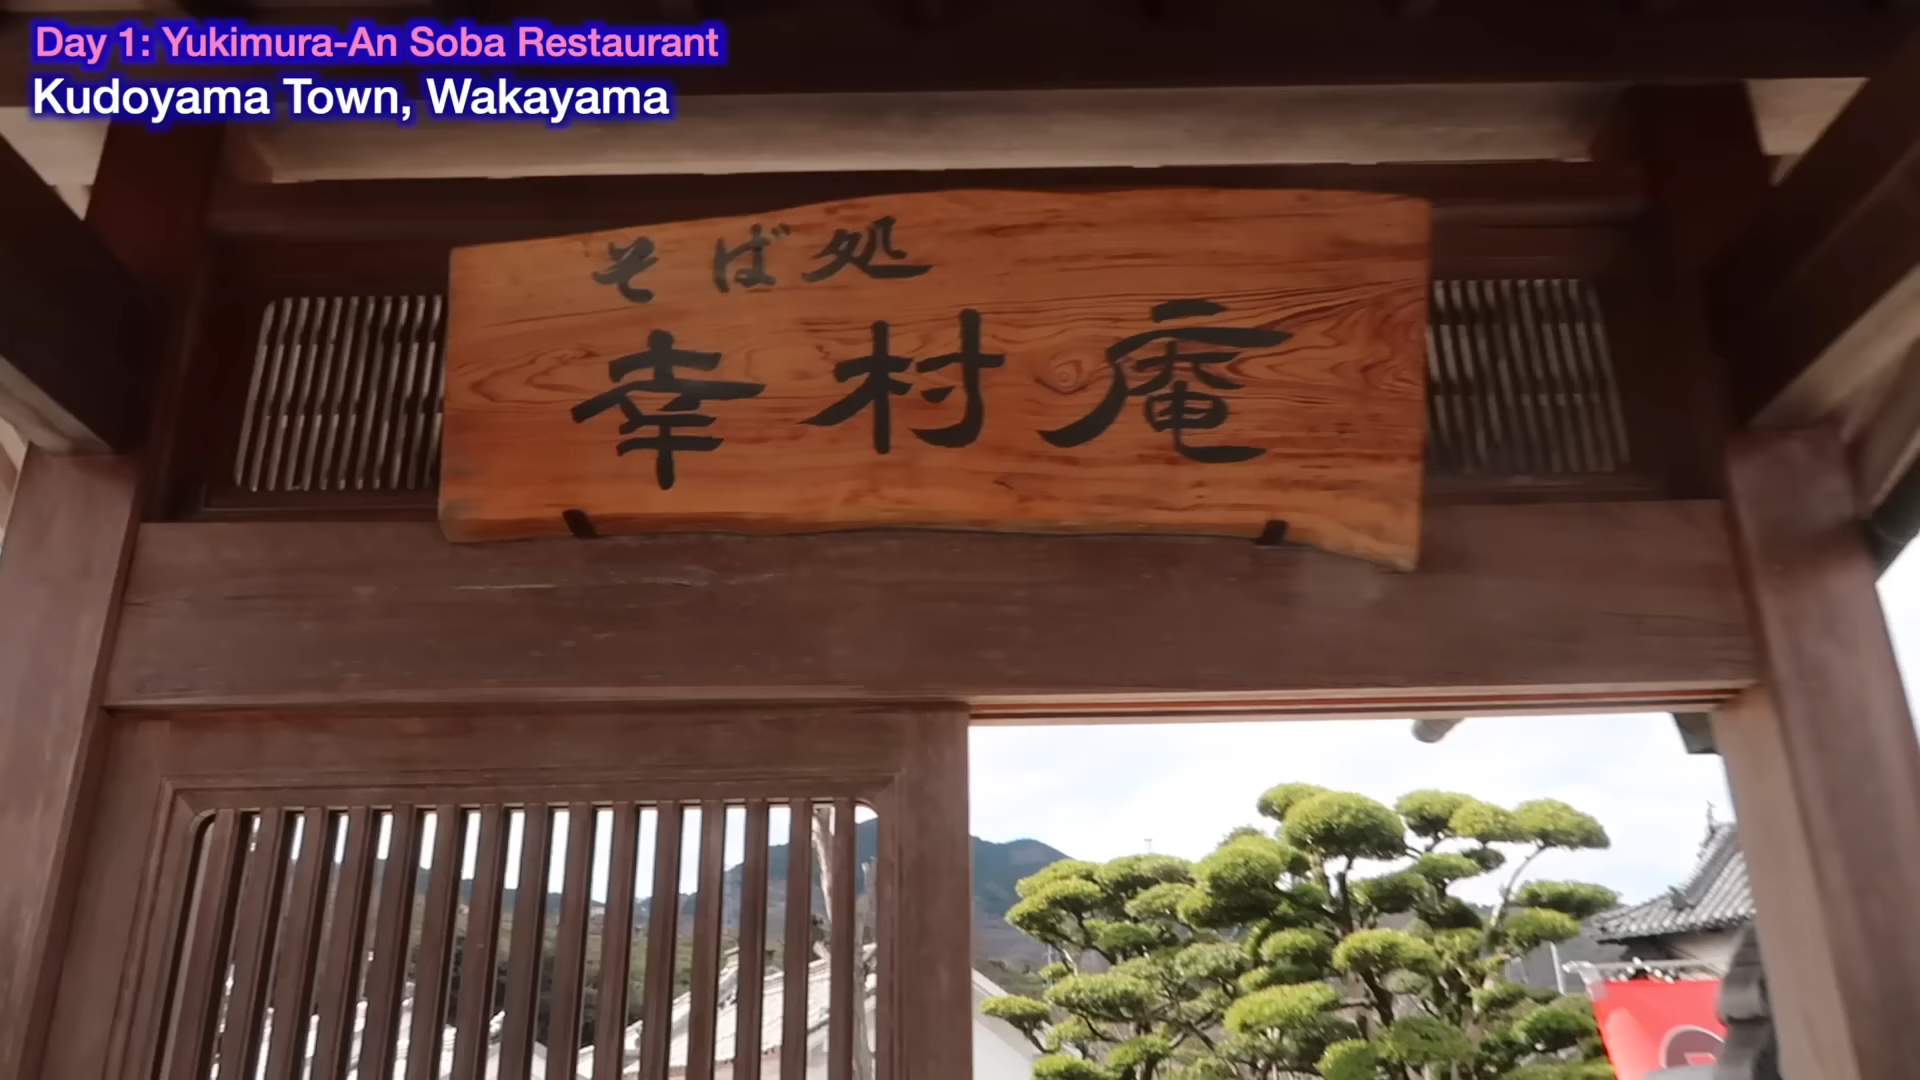 Day 1: Yukimura-An Soba Restaurant
Kudoyama Town, Wakayama
そば処
幸村庵